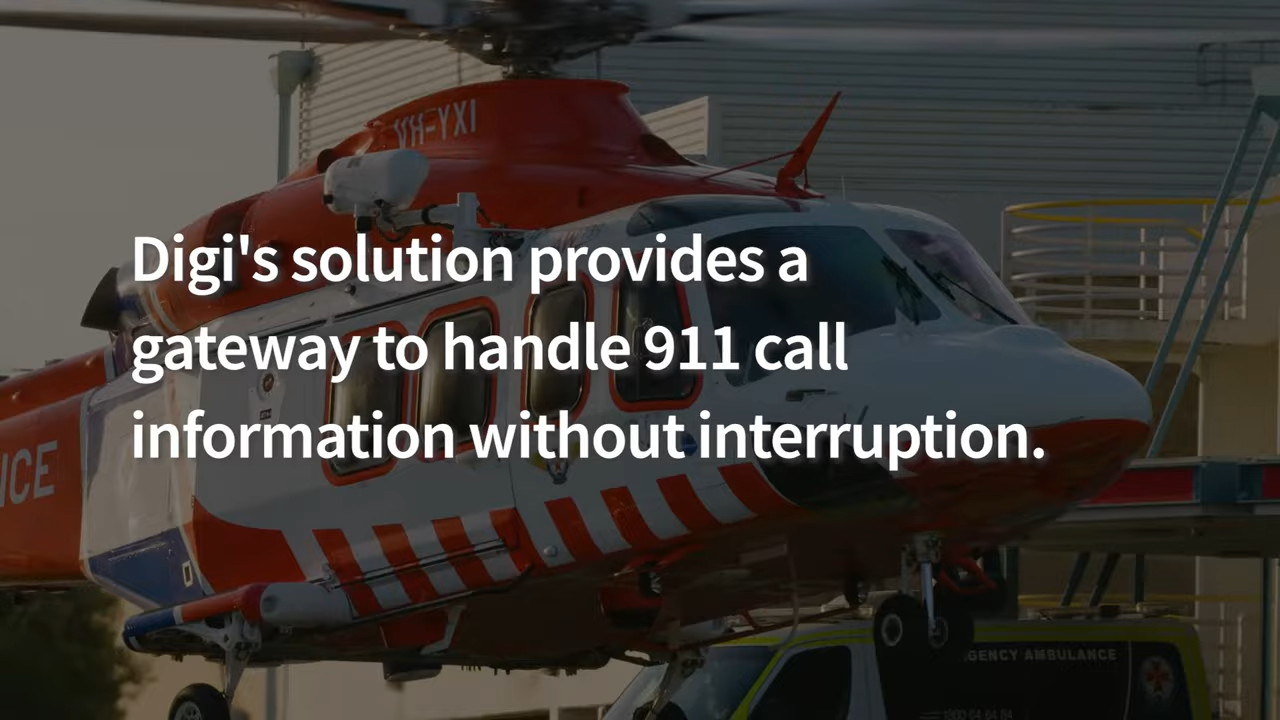 VH-YXI
Digi's solution provides a
gateway to handle 911 call
information without interruption.
NCE
GENCY AMBULANCE